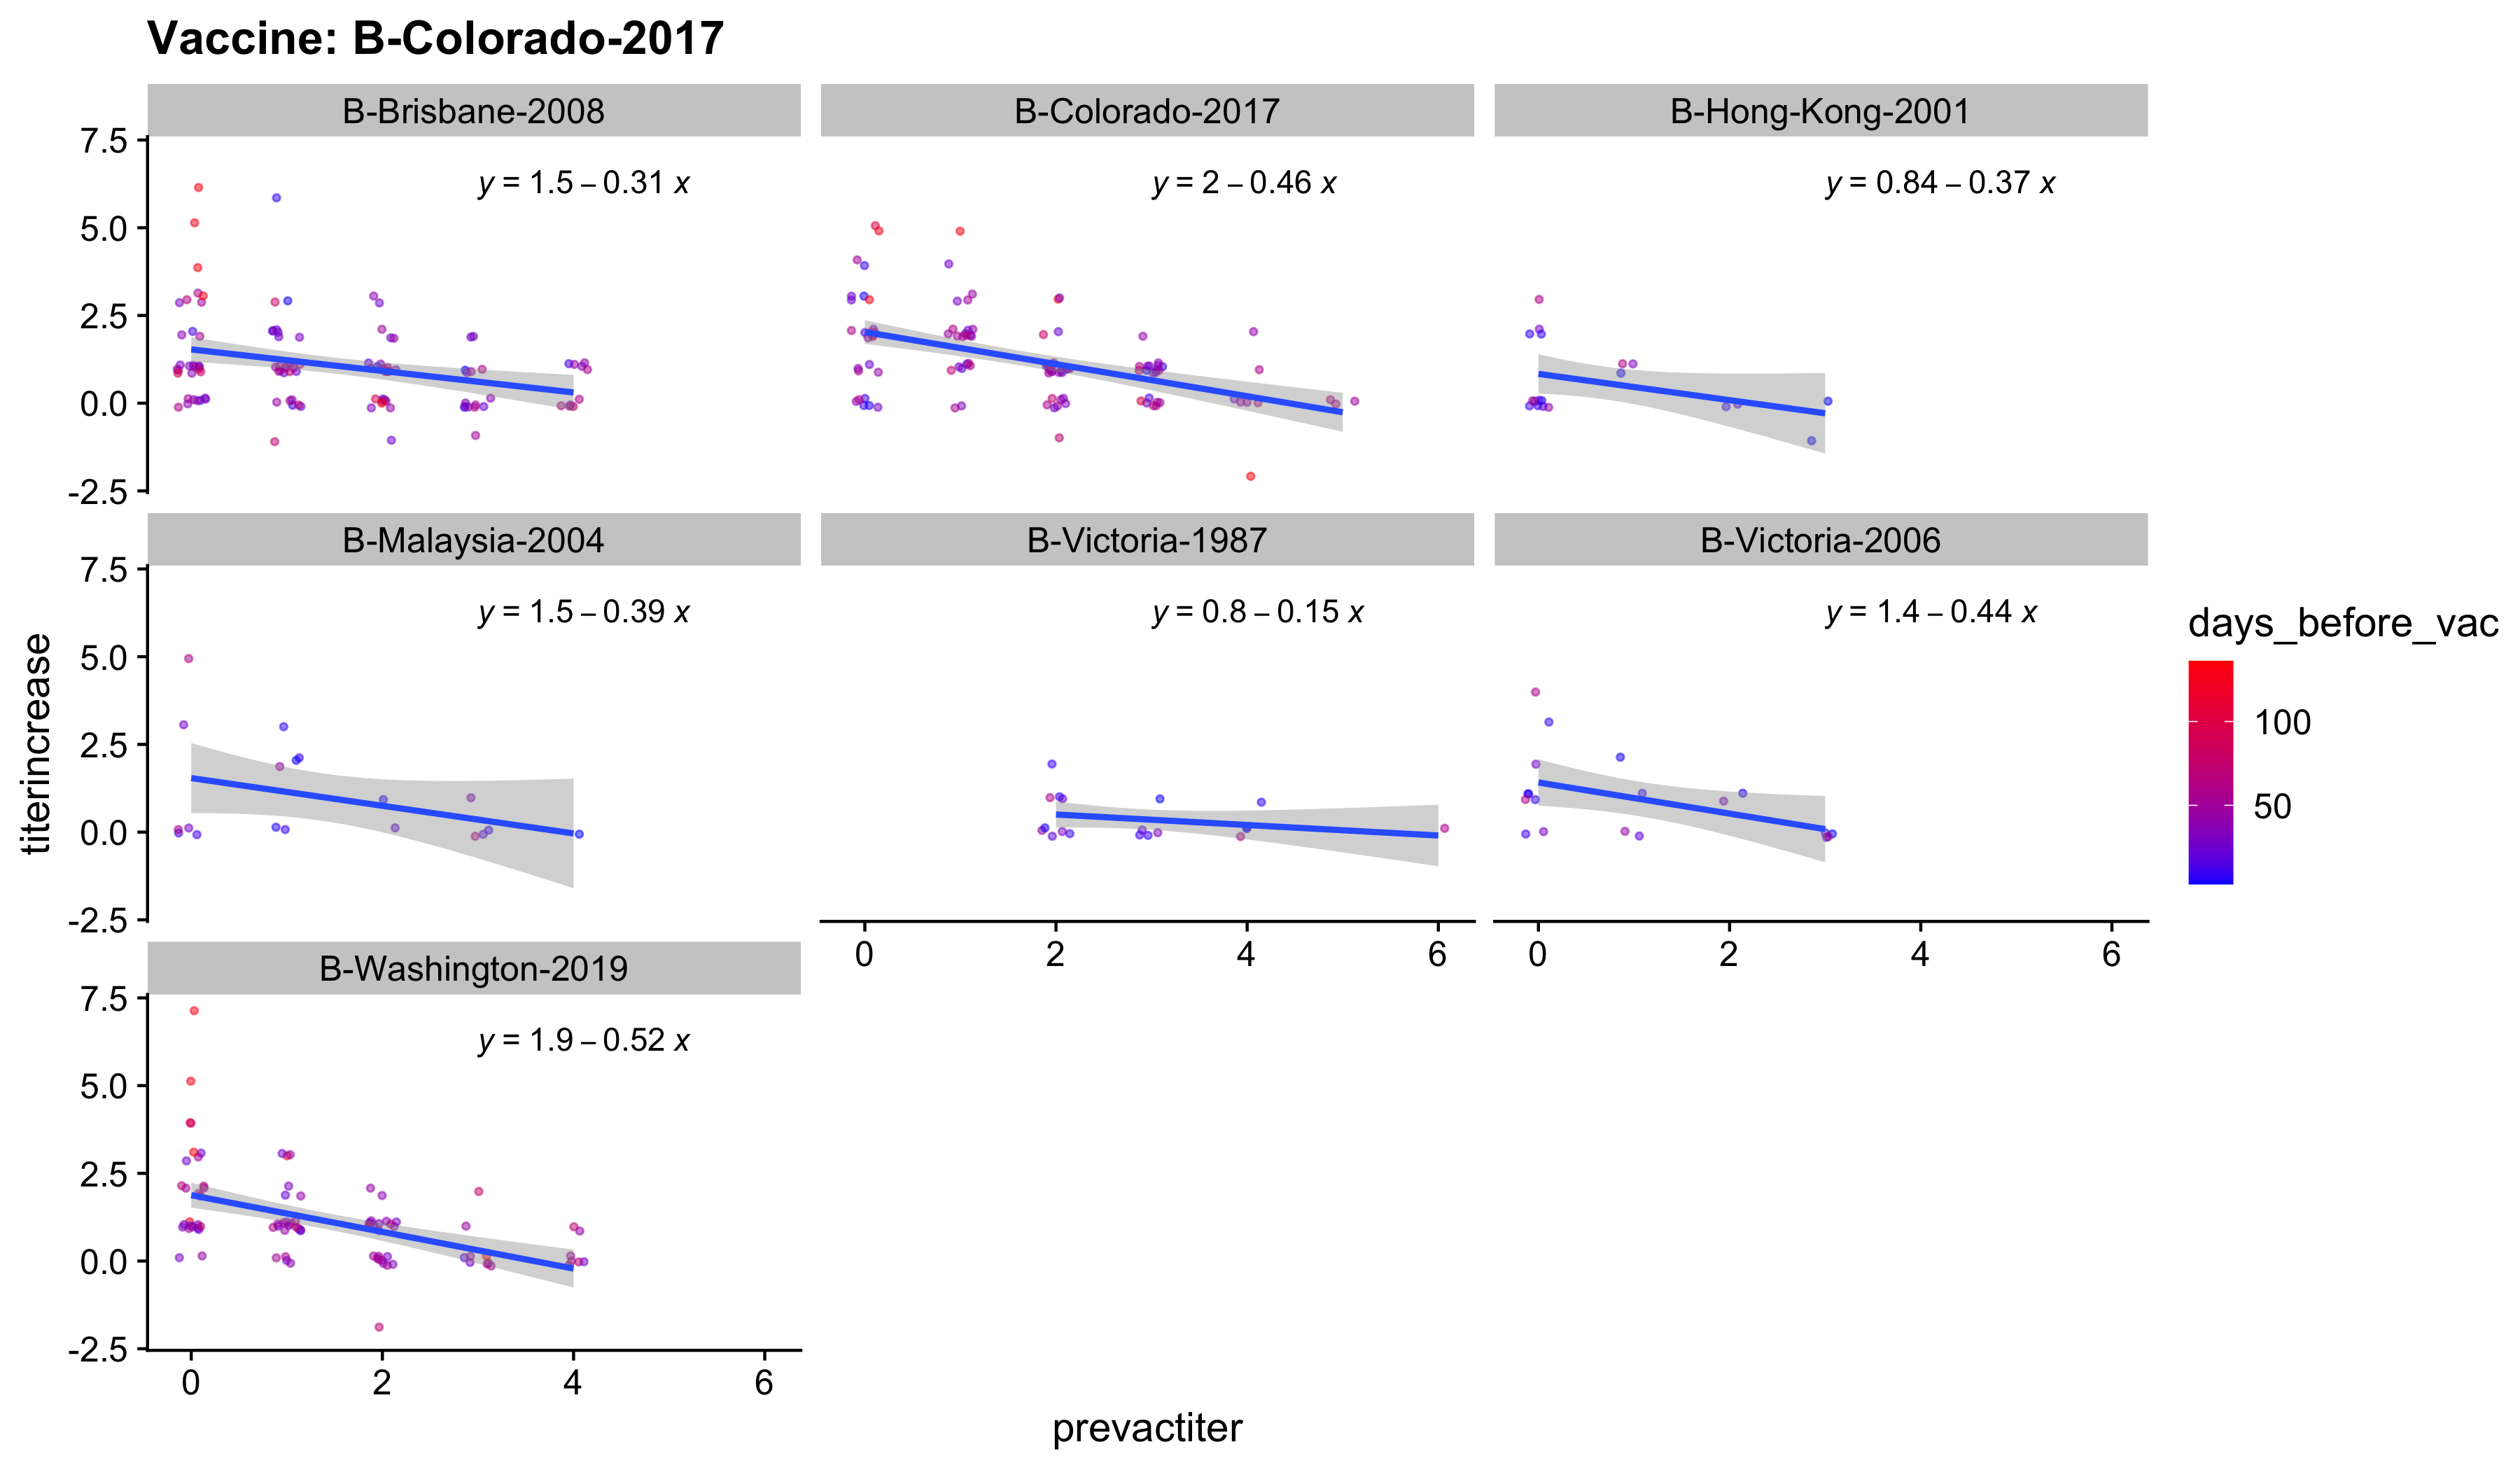 Vaccine: B-Colorado-2017
B-Brisbane-2008
B-Colorado-2017
B-Hong-Kong-2001
7.5
5.0
2.5
0.0
-2.5
y = 1.5 – 0.31 x
y = 2 – 0.46 x
y = 0.84 – 0.37 x
B-Malaysia-2004
B-Victoria-1987
B-Victoria-2006
7.5
5.0
2.5
0.0
-2.5
y = 1.5 – 0.39 x
y = 0.8 – 0.15 x
y = 1.4 – 0.44 x
0 2 4 6
0 2 4 6
titerincrease
days_before_vac
100
50
B-Washington-2019
7.5
5.0
2.5
0.0
-2.5
y = 1.9 – 0.52 x
0 2 4 6
prevactiter